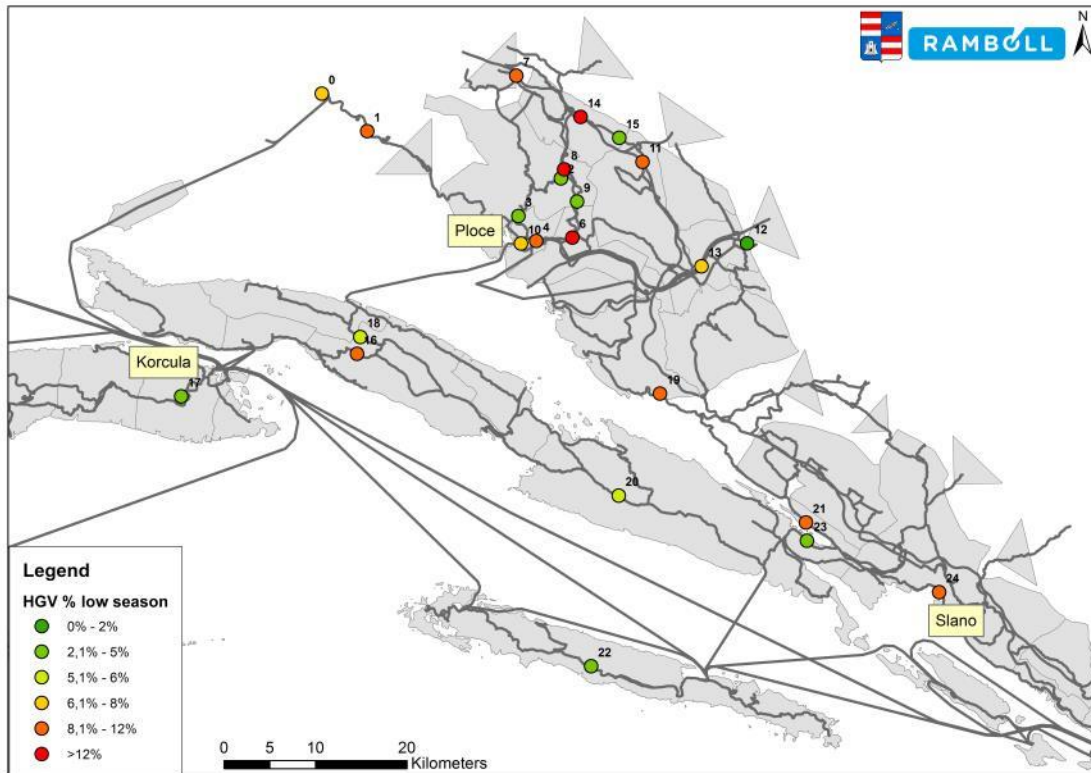 N
RAMBOLL
0
7
1
14
15
8
11
2
9
3
Ploce
10
4
6
12
13
18
16
Korcula
17
19
20
21
23
24
Slano
22
Legend
HGV % low season
0% - 2%
2,1% - 5%
5,1% - 6%
6,1% - 8%
8,1% - 12%
>12%
0 5 10 20
Kilometers